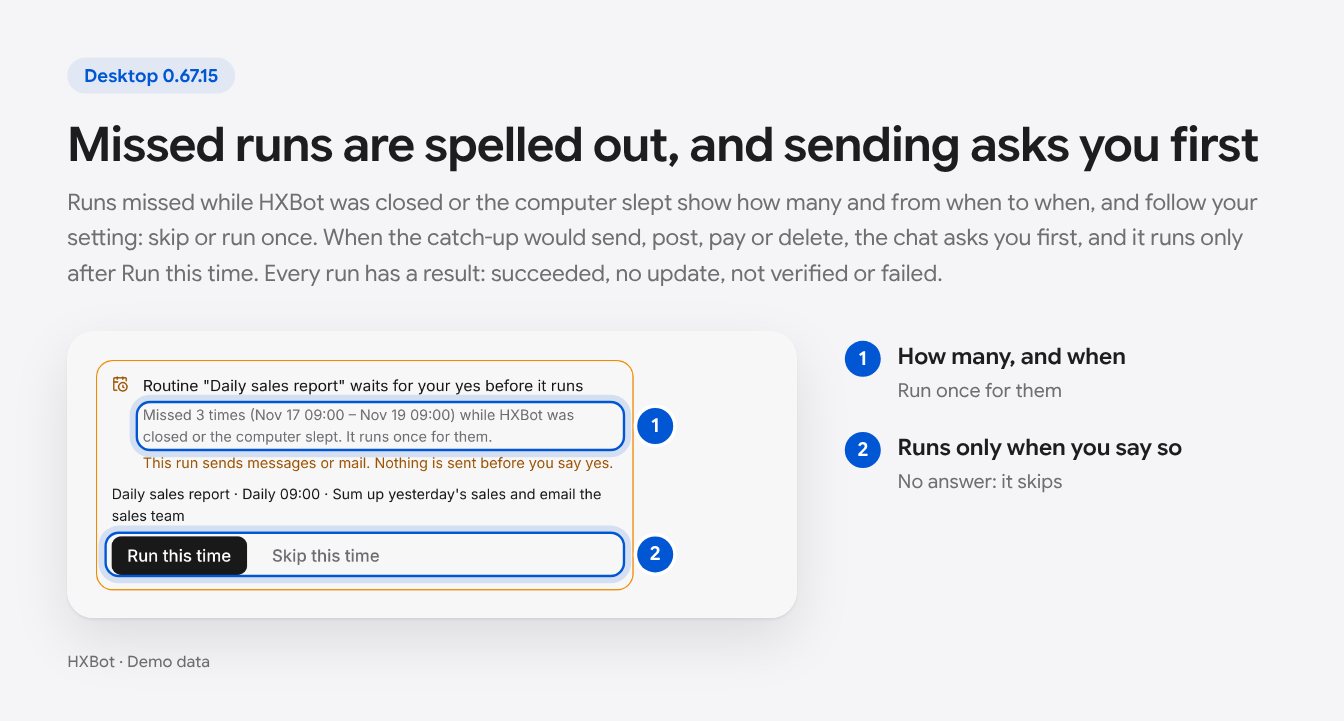 Desktop 0.67.15
Missed runs are spelled out, and sending asks you first
Runs missed while HXBot was closed or the computer slept show how many and from when to when, and follow your
setting: skip or run once. When the catch-up would send, post, pay or delete, the chat asks you first, and it runs only
after Run this time. Every run has a result: succeeded, no update, not verified or failed.
Routine "Daily sales report" waits for your yes before it runs
Missed 3 times (Nov 17 09:00 – Nov 19 09:00) while HXBot was
closed or the computer slept. It runs once for them.
1
This run sends messages or mail. Nothing is sent before you say yes.
Daily sales report · Daily 09:00 · Sum up yesterday's sales and email the
sales team
Run this time
Skip this time
2
1
How many, and when
Run once for them
2
Runs only when you say so
No answer: it skips
HXBot · Demo data